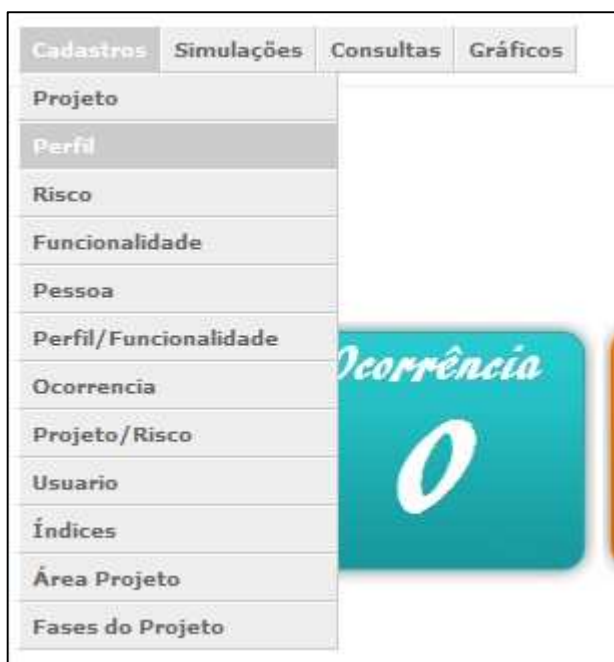 Cadastros Simulações Consultas Gráficos
Projeto
Perfil
Risco
Funcionalidade
Pessoa
Perfil/Funcionalidade
Ocorrencia
Projeto/Risco
Usuario
Índices
Área Projeto
Fases do Projeto
Ocorrência
0